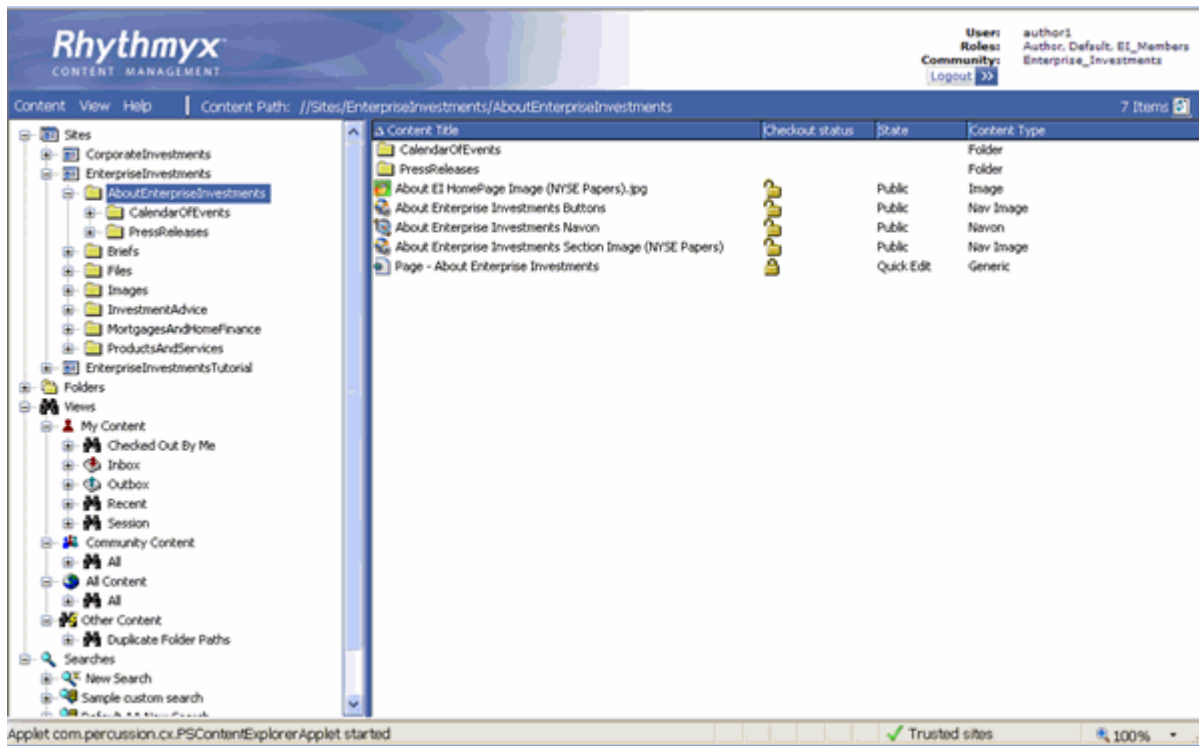 Rhythmyx
CONTENT MANAGEMENT
User: author1
Roles: Author, Default, EI_Members
Community: Enterprise_Investments
Logout
Content View Help Content Path: //Sites/EnterpriseInvestments/AboutEnterpriseInvestments 7 Items
Sites
CorporateInvestments
EnterpriseInvestments
AboutEnterpriseInvestments
CalendarOfEvents
PressReleases
Briefs
Files
Images
InvestmentAdvice
MortgagesAndHomeFinance
ProductsAndServices
EnterpriseInvestmentsTutorial
Folders
Views
My Content
Checked Out By Me
Inbox
Outbox
Recent
Session
Community Content
All
All Content
All
Other Content
Duplicate Folder Paths
Searches
New Search
Sample custom search
Content Title Checkout status State Content Type
CalendarOfEvents Folder
PressReleases Folder
About EI HomePage Image (NYSE Papers).jpg Public Image
About Enterprise Investments Buttons Public Nav Image
About Enterprise Investments Navon Public Navon
About Enterprise Investments Section Image (NYSE Papers) Public Nav Image
Page - About Enterprise Investments Quick Edit Generic
Applet com.percussion.cx.PSContentExplorerApplet started Trusted sites 100%